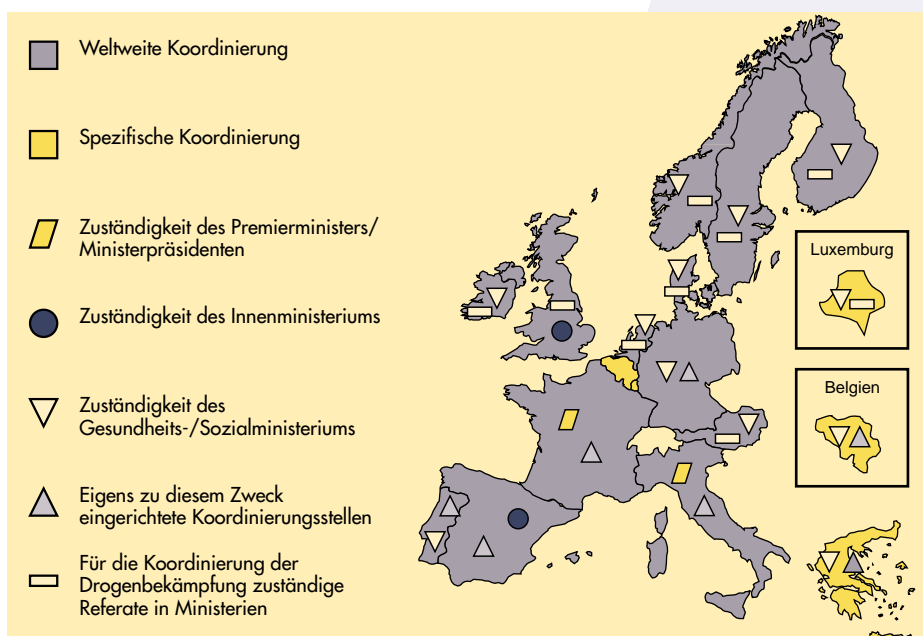 Weltweite Koordinierung
Spezifische Koordinierung
Zuständigkeit des Premierministers/
Ministerpräsidenten
Zuständigkeit des Innenministeriums
Zuständigkeit des
Gesundheits-/Sozialministeriums
Eigens zu diesem Zweck
eingerichtete Koordinierungsstellen
Für die Koordinierung der
Drogenbekämpfung zuständige
Referate in Ministerien
Luxemburg
Belgien